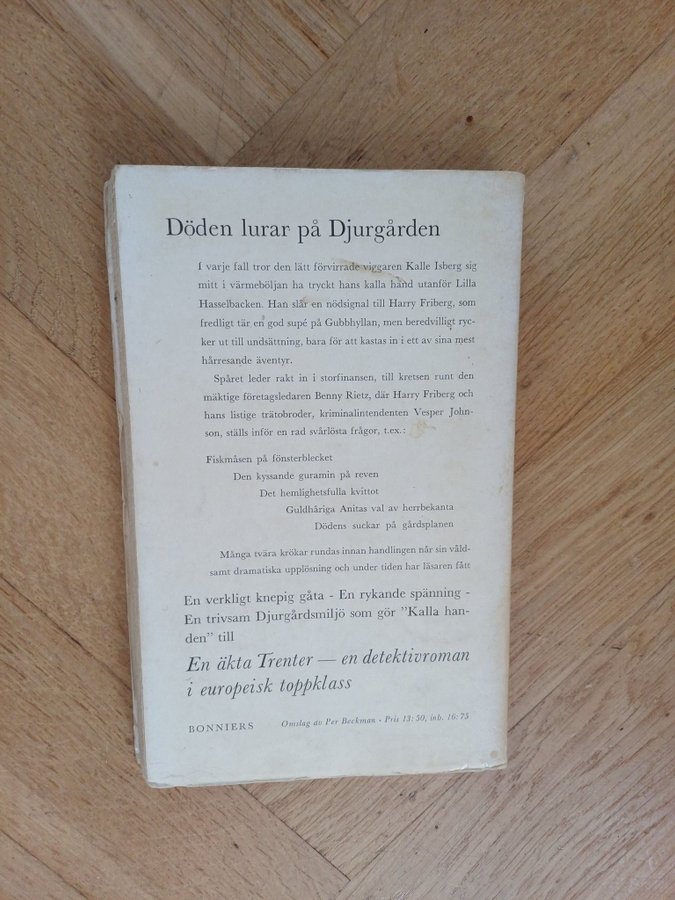 Döden lurar på Djurgården
I varje fall tror den lätt förvirrade viggaren Kalle Isberg sig
mitt i värmeböljan ha tryckt hans kalla hand utanför Lilla
Hasselbacken. Han slår en nödsignal till Harry Friberg, som
fredligt tär en god supé på Gubbhyllan, men beredvilligt ryc-
ker ut till undsättning, bara för att kastas in i ett av sina mest
hårresande äventyr.
Spåret leder rakt in i storfinansen, till kretsen runt den
mäktige företagsledaren Benny Rietz, där Harry Friberg och
hans listige trätobroder, kriminalintendenten Vesper John-
son, ställs inför en rad svårlösta frågor, t.ex.:
Fiskmåsen på fönsterblecket
Den kyssande guramin på reven
Det hemlighetsfulla kvittot
Guldhåriga Anitas val av herrbekanta
Dödens suckar på gårdsplanen
Många tvära krökar rundas innan handlingen når sin våld-
samt dramatiska upplösning och under tiden har läsaren fått
En verkligt knepig gåta - En rykande spänning -
En trivsam Djurgårdsmiljö som gör "Kalla han-
den" till
En äkta Trenter — en detektivroman
i europeisk toppklass
BONNIERS Omslag av Per Beckman • Pris 13:50, inb. 16:75